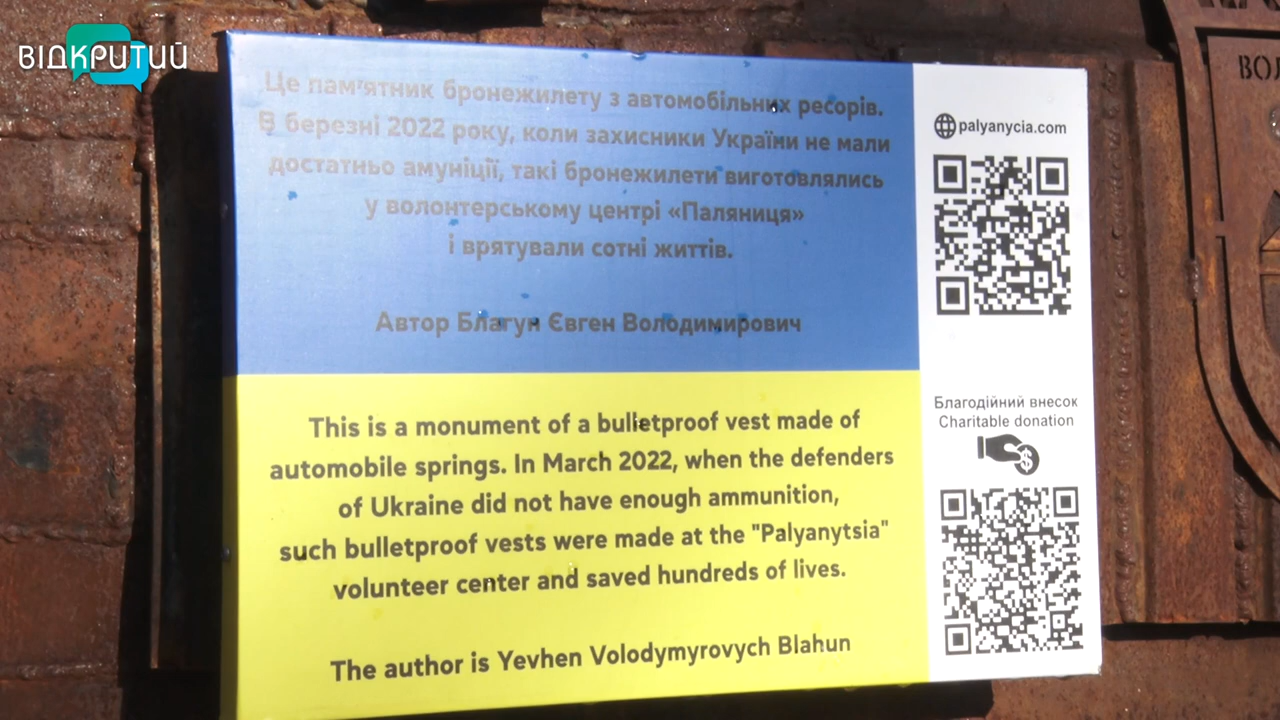 ВІДКРИТИЙ
Це пам'ятник бронежилету з автомобільних ресорів.
В березні 2022 року, коли захисники України не мали
достатньо амуніції, такі бронежилети виготовлялись
у волонтерському центрі «Паляниця»
і врятували сотні життів.
Автор Благун Євген Володимирович
This is a monument of a bulletproof vest made of
automobile springs. In March 2022, when the defenders
of Ukraine did not have enough ammunition,
such bulletproof vests were made at the "Palyanytsia"
volunteer center and saved hundreds of lives.
The author is Yevhen Volodymyrovych Blahun
palyanycia.com
Благодійний внесок
Charitable donation
$